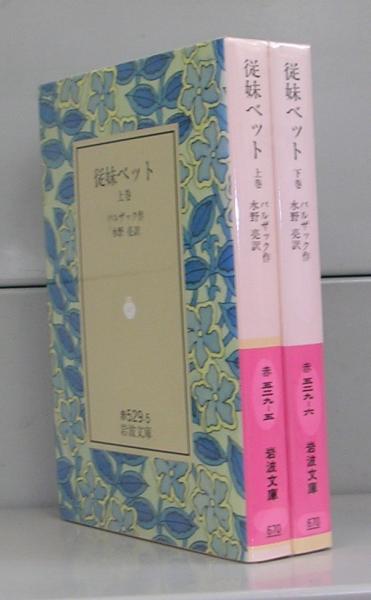 従妹ベット
上巻
バルザック作
水野 亮訳
赤529-5
岩波文庫
従妹ベット 上巻
バルザック作
水野 亮訳
赤 五二九-五
岩波文庫
670
従妹ベット 下巻
バルザック作
水野 亮訳
赤 五二九-六
岩波文庫
670